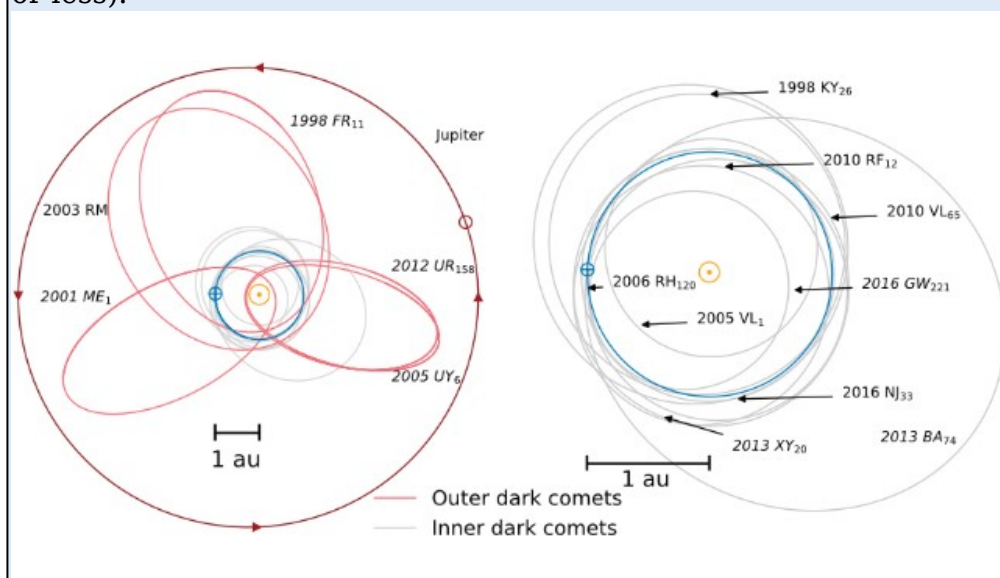 or loss).
1998 FR₁₁
Jupiter
2003 RM
2012 UR₁₅₈
2001 ME₁
2005 UY₆
1 au
1998 KY₂₆
2010 RF₁₂
2010 VL₆₅
2006 RH₁₂₀
2016 GW₂₂₁
2005 VL₁
2016 NJ₃₃
2013 XY₂₀
2013 BA₇₄
1 au
Outer dark comets
Inner dark comets